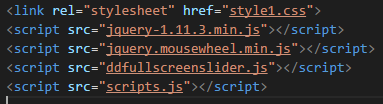 <link rel="stylesheet" href="style1.css">
<script src="jquery-1.11.3.min.js"></script>
<script src="jquery.mousewheel.min.js"></script>
<script src="ddfullscreenslider.js"></script>
<script src="scripts.js"></script>